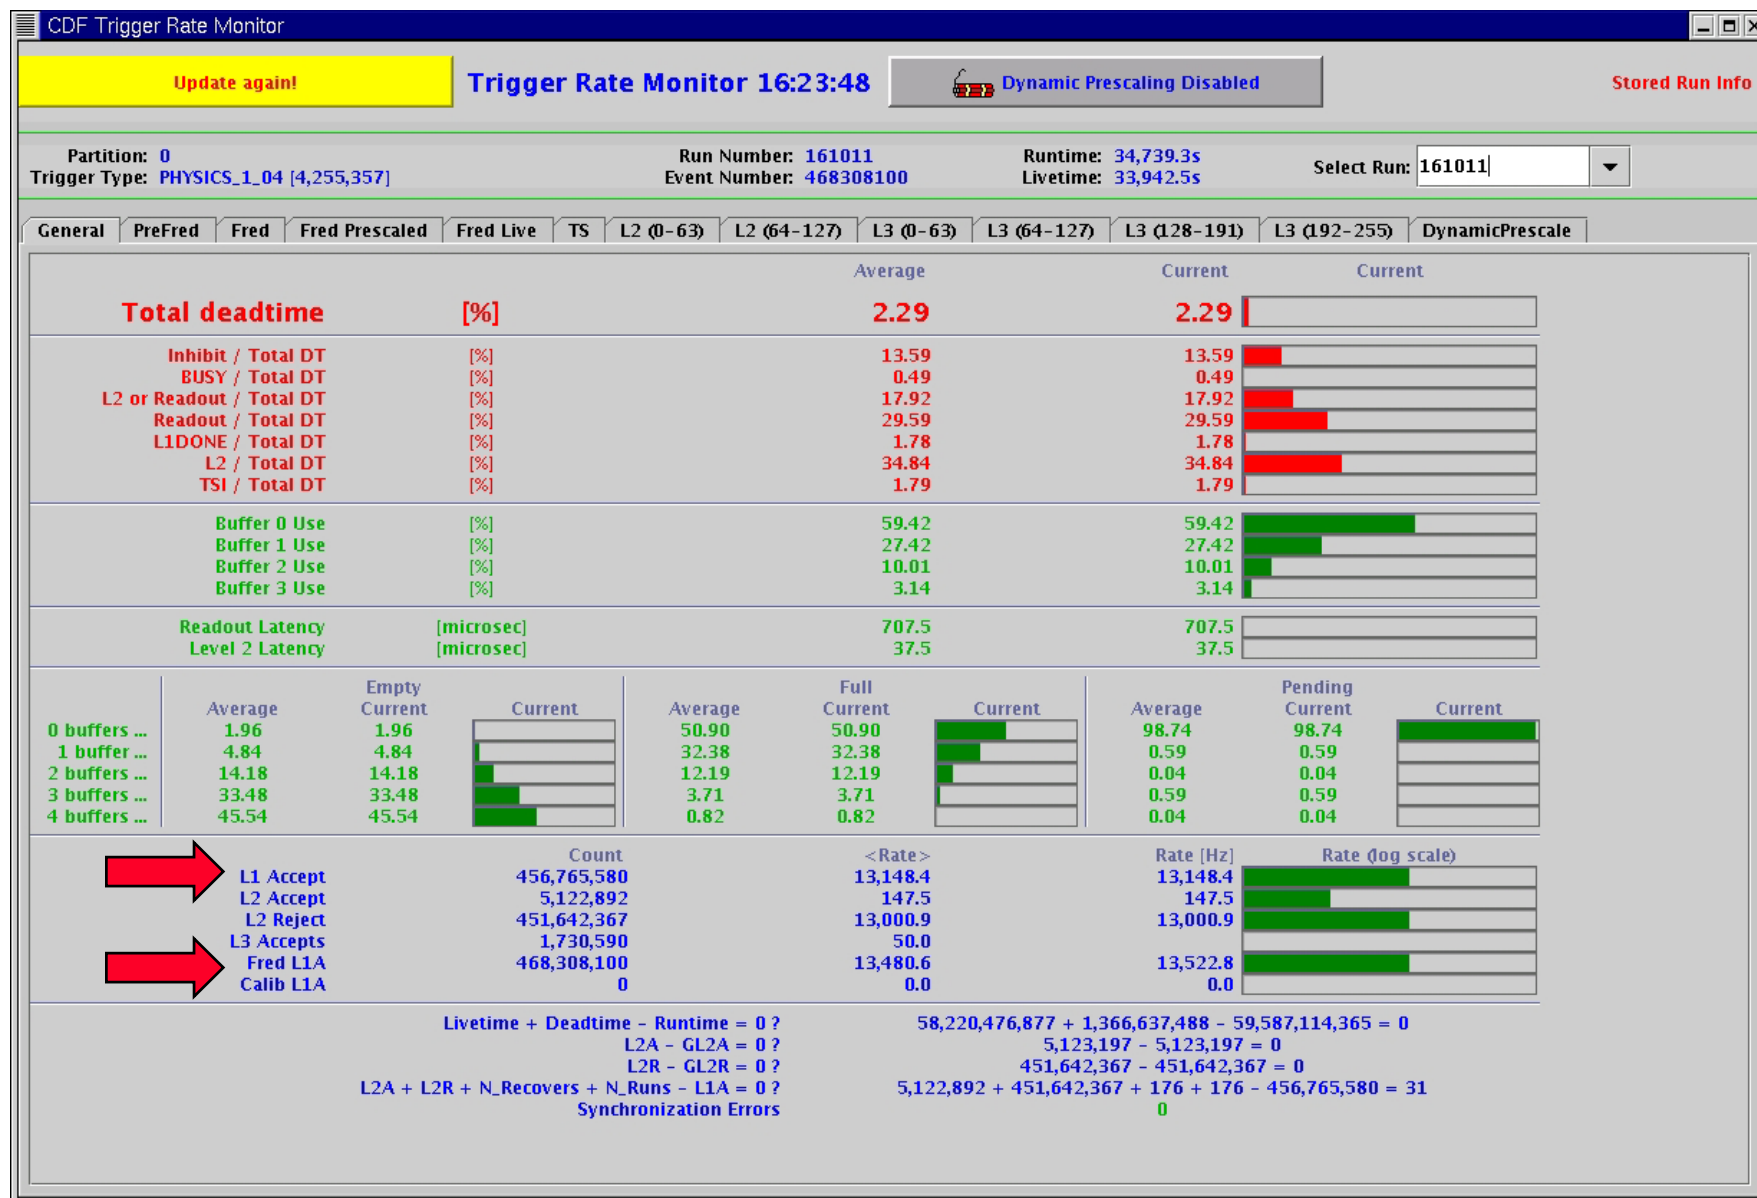 CDF Trigger Rate Monitor
Update again! Trigger Rate Monitor 16:23:48 Dynamic Prescaling Disabled Stored Run Info
Partition: 0 Run Number: 161011 Runtime: 34,739.3s Select Run: 161011
Trigger Type: PHYSICS_1_04 [4,255,357] Event Number: 468308100 Livetime: 33,942.5s
General PreFred Fred Fred Prescaled Fred Live TS L2 (0-63) L2 (64-127) L3 (0-63) L3 (64-127) L3 (128-191) L3 (192-255) DynamicPrescale
Average Current Current
Total deadtime [%] 2.29 2.29
Inhibit / Total DT [%] 13.59 13.59
BUSY / Total DT [%] 0.49 0.49
L2 or Readout / Total DT [%] 17.92 17.92
Readout / Total DT [%] 29.59 29.59
L1DONE / Total DT [%] 1.78 1.78
L2 / Total DT [%] 34.84 34.84
TSI / Total DT [%] 1.79 1.79
Buffer 0 Use [%] 59.42 59.42
Buffer 1 Use [%] 27.42 27.42
Buffer 2 Use [%] 10.01 10.01
Buffer 3 Use [%] 3.14 3.14
Readout Latency [microsec] 707.5 707.5
Level 2 Latency [microsec] 37.5 37.5
Empty Full Pending
Average Current Current Average Current Current Average Current Current
0 buffers ... 1.96 1.96 50.90 50.90 98.74 98.74
1 buffer ... 4.84 4.84 32.38 32.38 0.59 0.59
2 buffers ... 14.18 14.18 12.19 12.19 0.04 0.04
3 buffers ... 33.48 33.48 3.71 3.71 0.59 0.59
4 buffers ... 45.54 45.54 0.82 0.82 0.04 0.04
Count <Rate> Rate [Hz] Rate (log scale)
L1 Accept 456,765,580 13,148.4 13,148.4
L2 Accept 5,122,892 147.5 147.5
L2 Reject 451,642,367 13,000.9 13,000.9
L3 Accepts 1,730,590 50.0
Fred L1A 468,308,100 13,480.6 13,522.8
Calib L1A 0 0.0 0.0
Livetime + Deadtime - Runtime = 0 ? 58,220,476,877 + 1,366,637,488 - 59,587,114,365 = 0
L2A - GL2A = 0 ? 5,123,197 - 5,123,197 = 0
L2R - GL2R = 0 ? 451,642,367 - 451,642,367 = 0
L2A + L2R + N_Recovers + N_Runs - L1A = 0 ? 5,122,892 + 451,642,367 + 176 + 176 - 456,765,580 = 31
Synchronization Errors 0